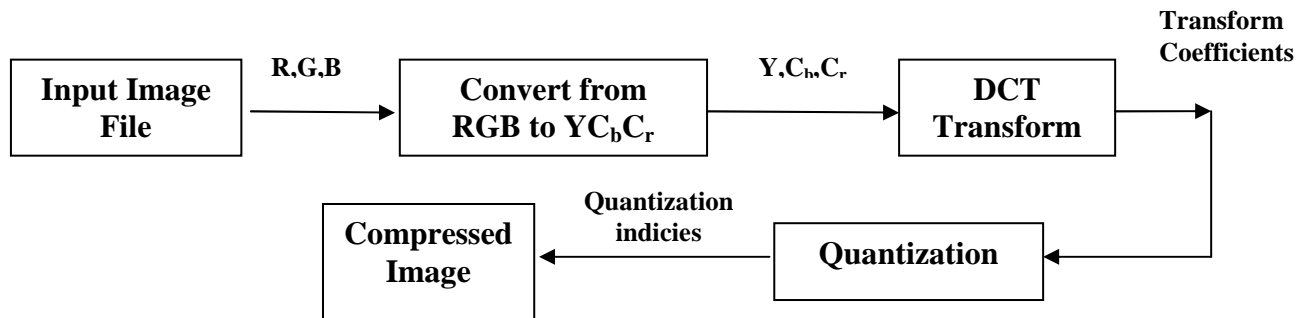 Transform
Coefficients
R,G,B
Y,Cb,Cr
Input Image
File
Convert from
RGB to YCbCr
DCT
Transform
Quantization
indicies
Compressed
Image
Quantization